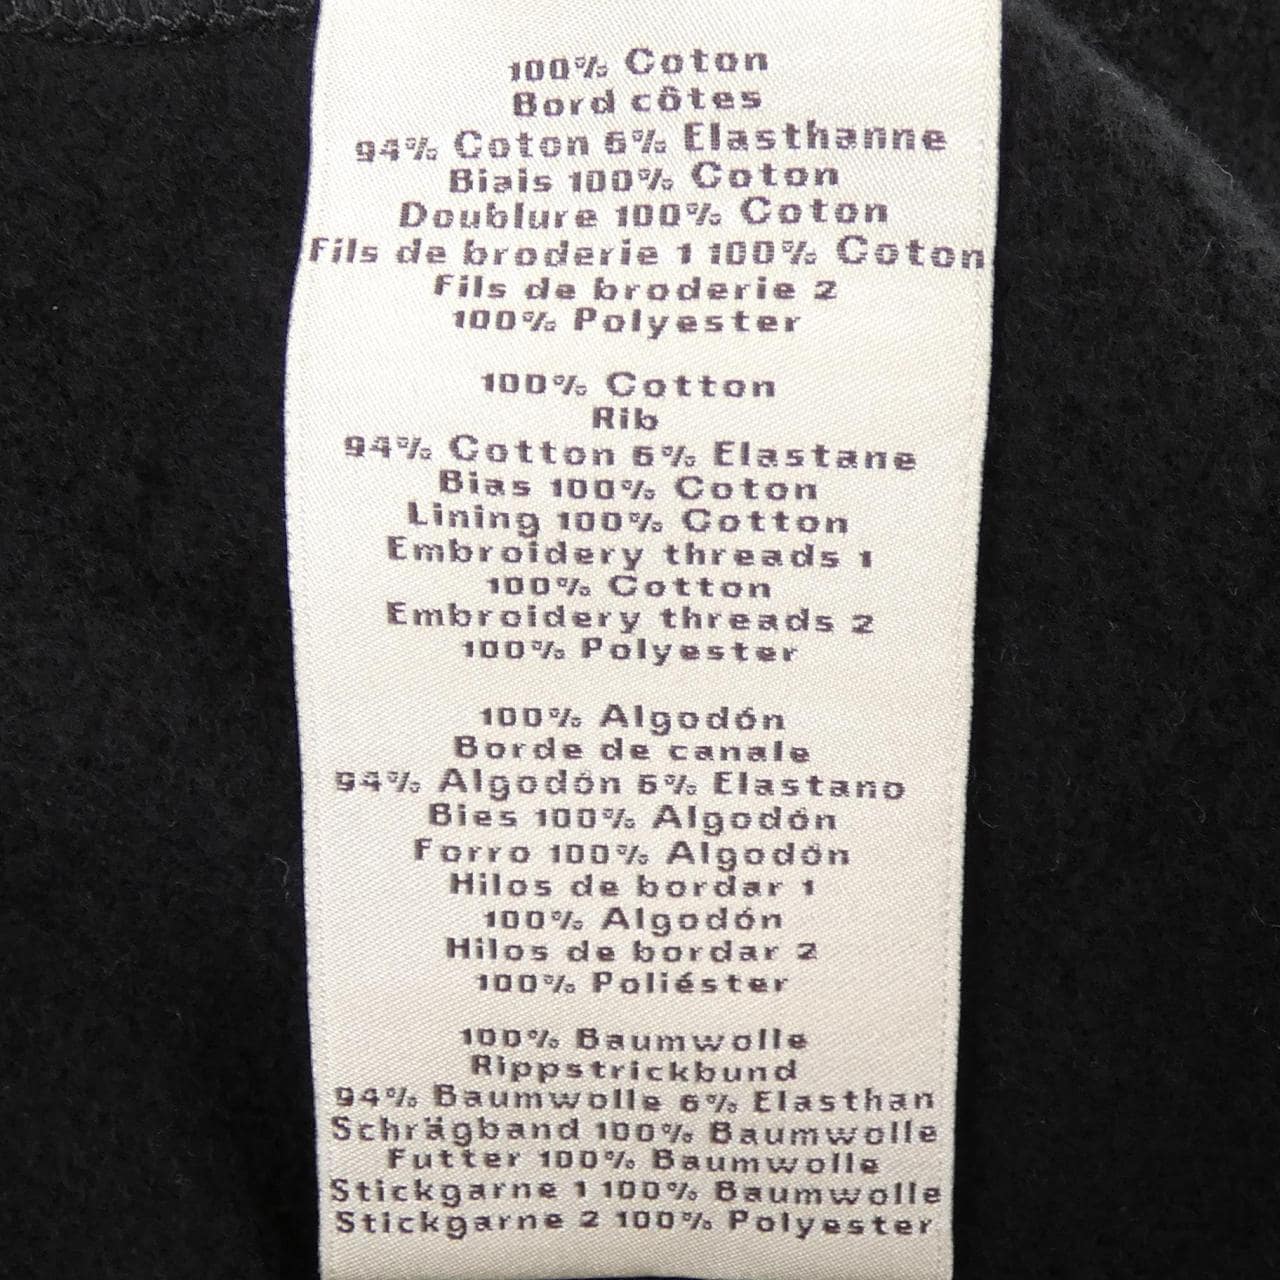 100% Coton
Bord côtes
94% Coton 6% Elasthanne
Biais 100% Coton
Doublure 100% Coton
Fils de broderie 1 100% Coton
Fils de broderie 2
100% Polyester
100% Cotton
Rib
94% Cotton 6% Elastane
Bias 100% Coton
Lining 100% Cotton
Embroidery threads 1
100% Cotton
Embroidery threads 2
100% Polyester
100% Algodón
Borde de canale
94% Algodón 6% Elastano
Bies 100% Algodón
Forro 100% Algodón
Hilos de bordar 1
100% Algodón
Hilos de bordar 2
100% Poliéster
100% Baumwolle
Rippstrickbund
94% Baumwolle 6% Elasthan
Schrägband 100% Baumwolle
Futter 100% Baumwolle
Stickgarne 1 100% Baumwolle
Stickgarne 2 100% Polyester